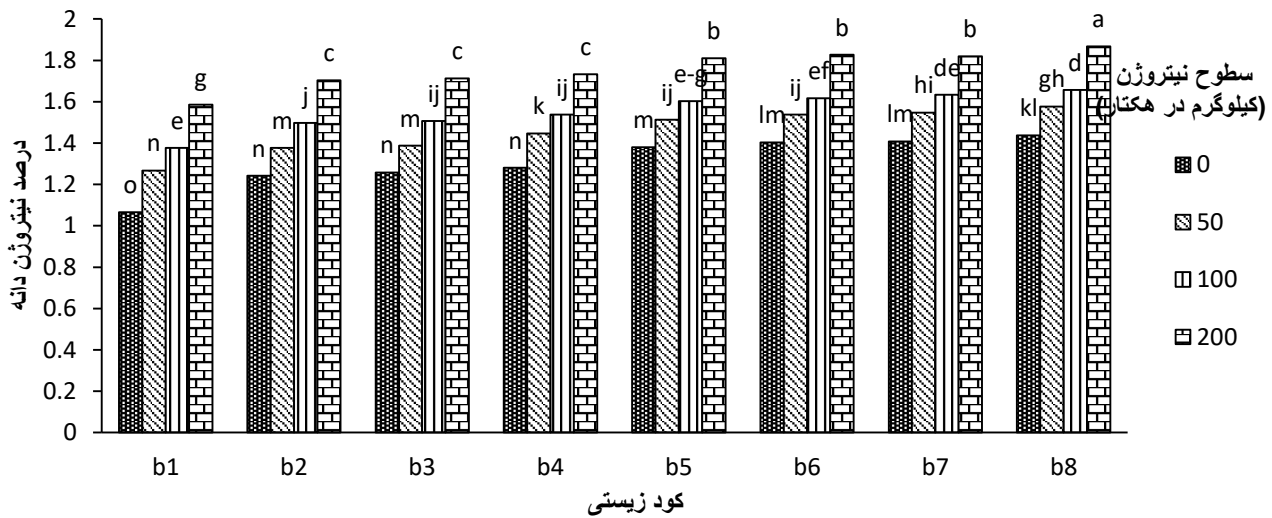 2
1.8
1.6
1.4
1.2
1
0.8
0.6
0.4
0.2
0
درصد نیتروژن دانه
o n e g
n m j c
n m ij c
n k ij c
m ij e-g b
lm ij ef b
lm hi de b
kl gh d a
b1 b2 b3 b4 b5 b6 b7 b8
کود زیستی
سطوح نیتروژن
(کیلوگرم در هکتار)
0
50
100
200